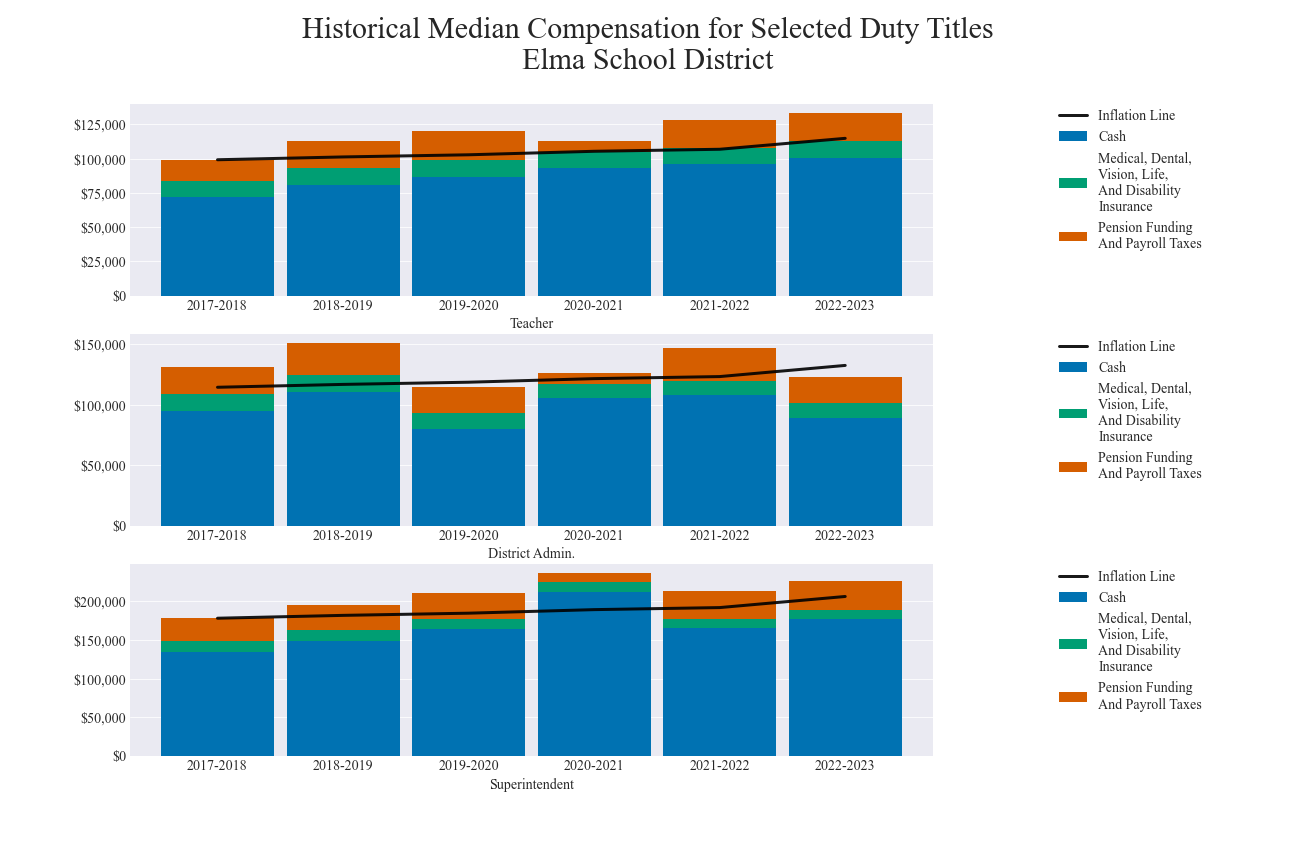 Historical Median Compensation for Selected Duty Titles
Elma School District
$125,000
$100,000
$75,000
$50,000
$25,000
$0
2017-2018 2018-2019 2019-2020 2020-2021 2021-2022 2022-2023
Teacher
Inflation Line
Cash
Medical, Dental,
Vision, Life,
And Disability
Insurance
Pension Funding
And Payroll Taxes
$150,000
$100,000
$50,000
$0
2017-2018 2018-2019 2019-2020 2020-2021 2021-2022 2022-2023
District Admin.
Inflation Line
Cash
Medical, Dental,
Vision, Life,
And Disability
Insurance
Pension Funding
And Payroll Taxes
$200,000
$150,000
$100,000
$50,000
$0
2017-2018 2018-2019 2019-2020 2020-2021 2021-2022 2022-2023
Superintendent
Inflation Line
Cash
Medical, Dental,
Vision, Life,
And Disability
Insurance
Pension Funding
And Payroll Taxes